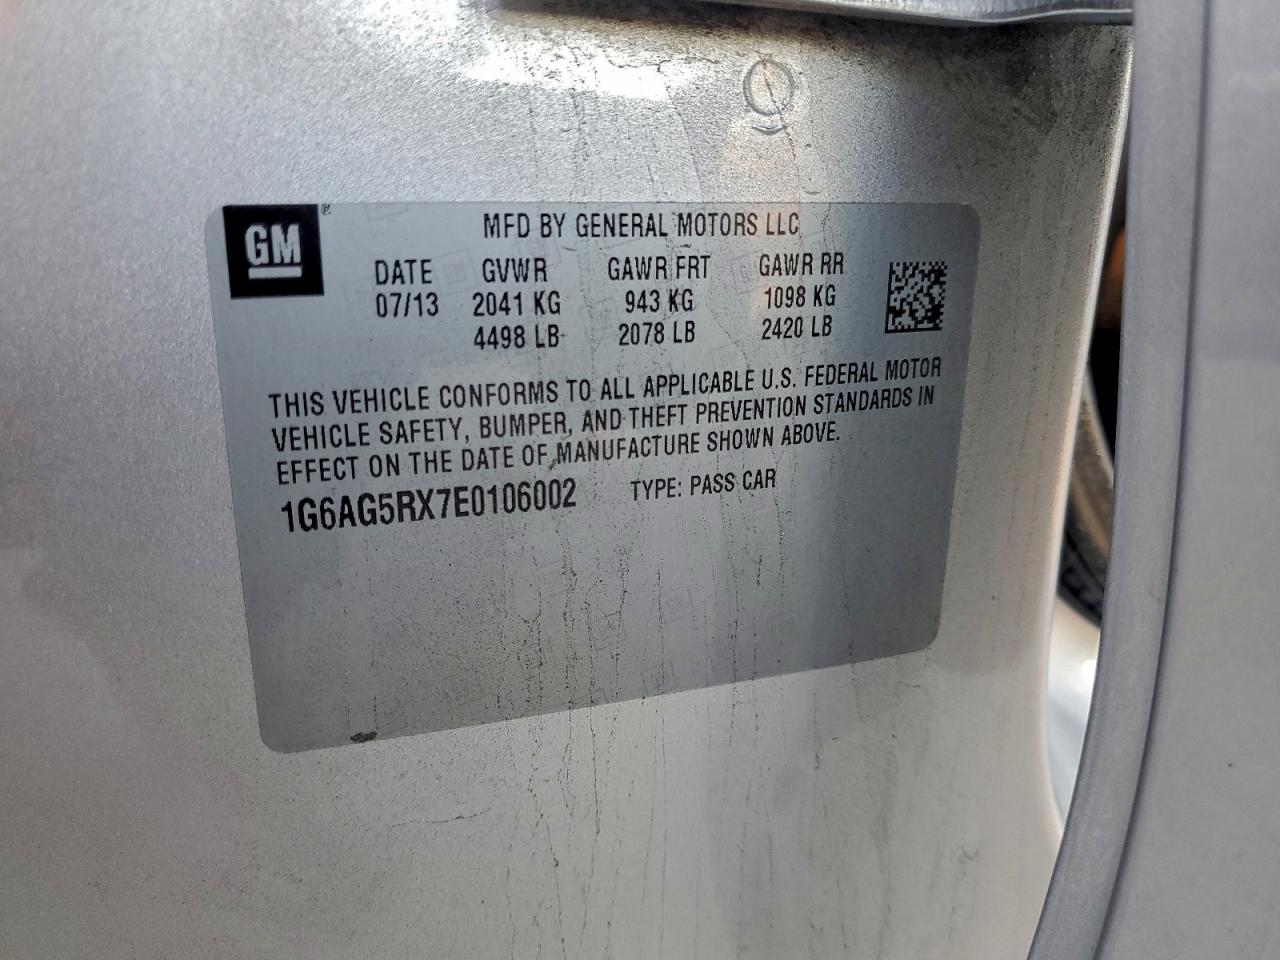 GM ®
MFD BY GENERAL MOTORS LLC
DATE GVWR GAWR FRT GAWR RR
07/13 2041 KG 943 KG 1098 KG
4498 LB 2078 LB 2420 LB
THIS VEHICLE CONFORMS TO ALL APPLICABLE U.S. FEDERAL MOTOR
VEHICLE SAFETY, BUMPER, AND THEFT PREVENTION STANDARDS IN
EFFECT ON THE DATE OF MANUFACTURE SHOWN ABOVE.
1G6AG5RX7E0106002 TYPE: PASS CAR